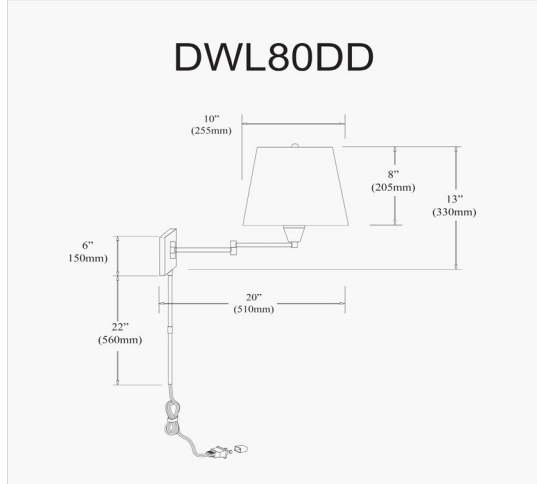 DWL80DD
10”
(255mm)
8”
(205mm)
13”
(330mm)
6”
150mm)
20”
(510mm)
22”
(560mm)